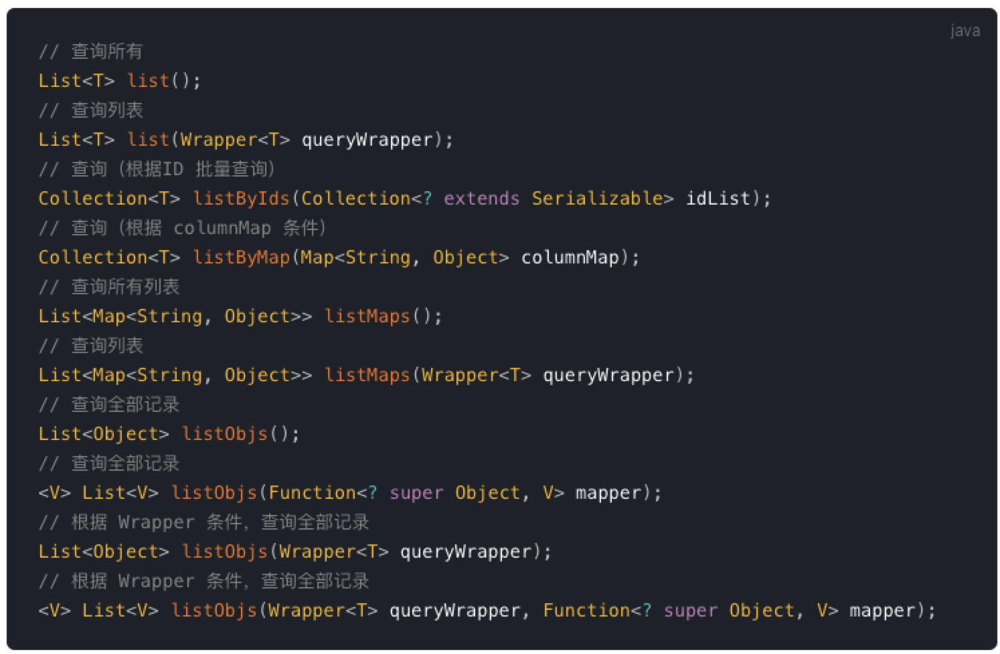 java
// 查询所有
List<T> list();
// 查询列表
List<T> list(Wrapper<T> queryWrapper);
// 查询（根据ID 批量查询）
Collection<T> listByIds(Collection<? extends Serializable> idList);
// 查询（根据 columnMap 条件）
Collection<T> listByMap(Map<String, Object> columnMap);
// 查询所有列表
List<Map<String, Object>> listMaps();
// 查询列表
List<Map<String, Object>> listMaps(Wrapper<T> queryWrapper);
// 查询全部记录
List<Object> listObjs();
// 查询全部记录
<V> List<V> listObjs(Function<? super Object, V> mapper);
// 根据 Wrapper 条件，查询全部记录
List<Object> listObjs(Wrapper<T> queryWrapper);
// 根据 Wrapper 条件，查询全部记录
<V> List<V> listObjs(Wrapper<T> queryWrapper, Function<? super Object, V> mapper);